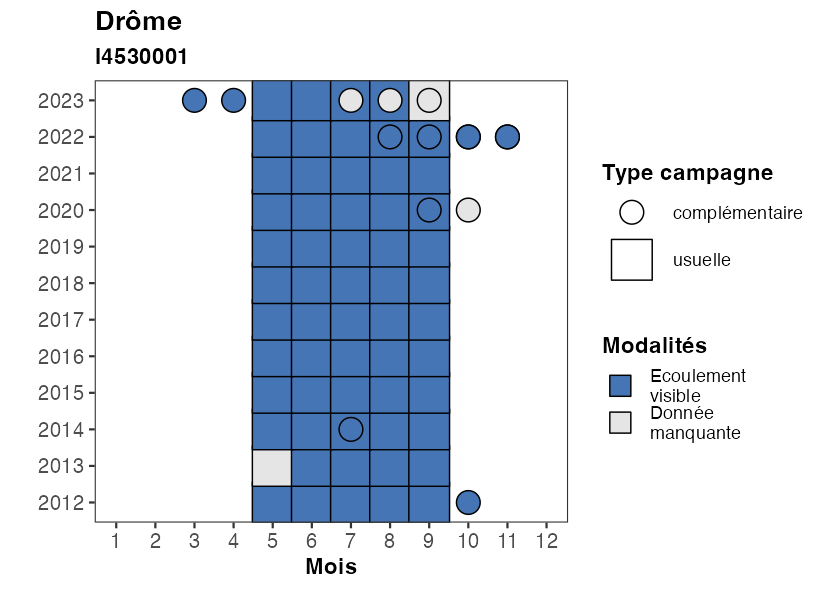 Drôme
I4530001
2023
2022
2021
2020
2019
2018
2017
2016
2015
2014
2013
2012
1 2 3 4 5 6 7 8 9 10 11 12
Mois
Type campagne
complémentaire
usuelle
Modalités
Ecoulement
visible
Donnée
manquante